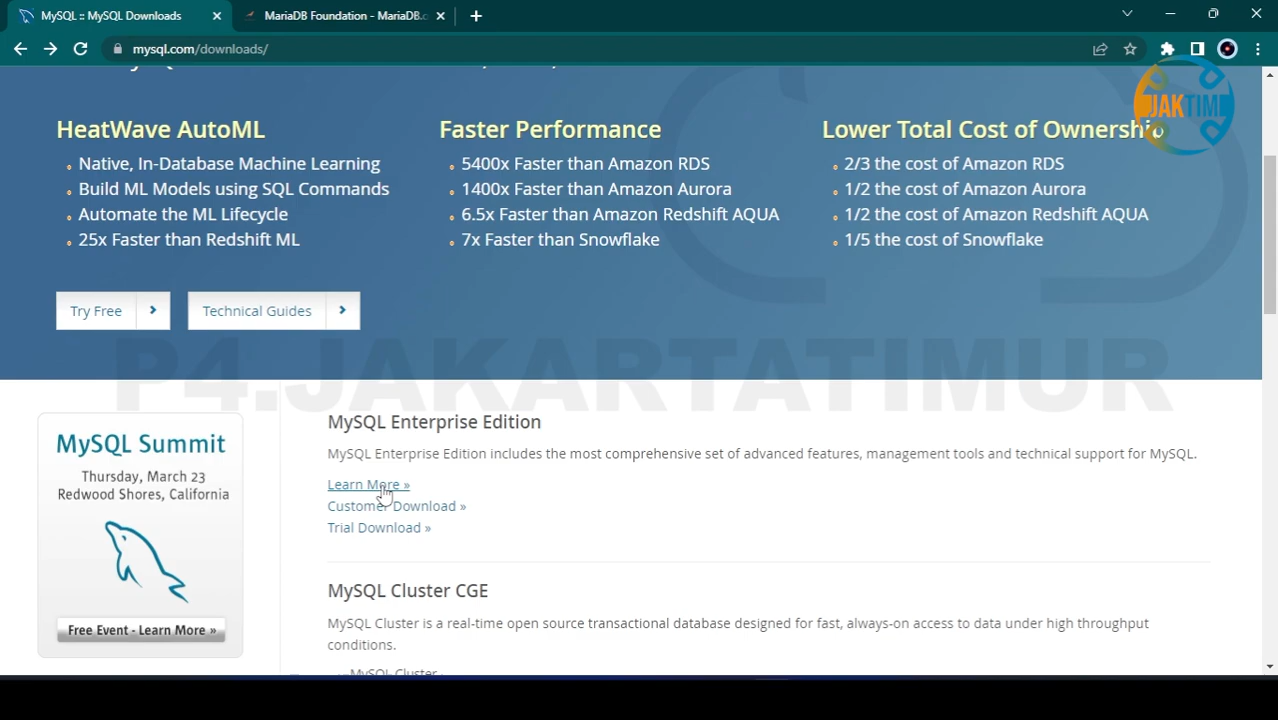 MySQL :: MySQL Downloads
MariaDB Foundation - MariaDB.o
mysql.com/downloads/
JAKTIM
HeatWave AutoML
Native, In-Database Machine Learning
Build ML Models using SQL Commands
Automate the ML Lifecycle
25x Faster than Redshift ML
Faster Performance
5400x Faster than Amazon RDS
1400x Faster than Amazon Aurora
6.5x Faster than Amazon Redshift AQUA
7x Faster than Snowflake
Lower Total Cost of Ownership
2/3 the cost of Amazon RDS
1/2 the cost of Amazon Aurora
1/2 the cost of Amazon Redshift AQUA
1/5 the cost of Snowflake
Try Free
Technical Guides
P4.JAKARTATIMUR
MySQL Summit
Thursday, March 23
Redwood Shores, California
Free Event - Learn More »
MySQL Enterprise Edition
MySQL Enterprise Edition includes the most comprehensive set of advanced features, management tools and technical support for MySQL.
Learn More »
Customer Download »
Trial Download »
MySQL Cluster CGE
MySQL Cluster is a real-time open source transactional database designed for fast, always-on access to data under high throughput
conditions.
MySQL Cluster